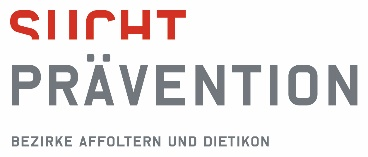 SUCHT
PRÄVENTION
BEZIRKE AFFOLTERN UND DIETIKON